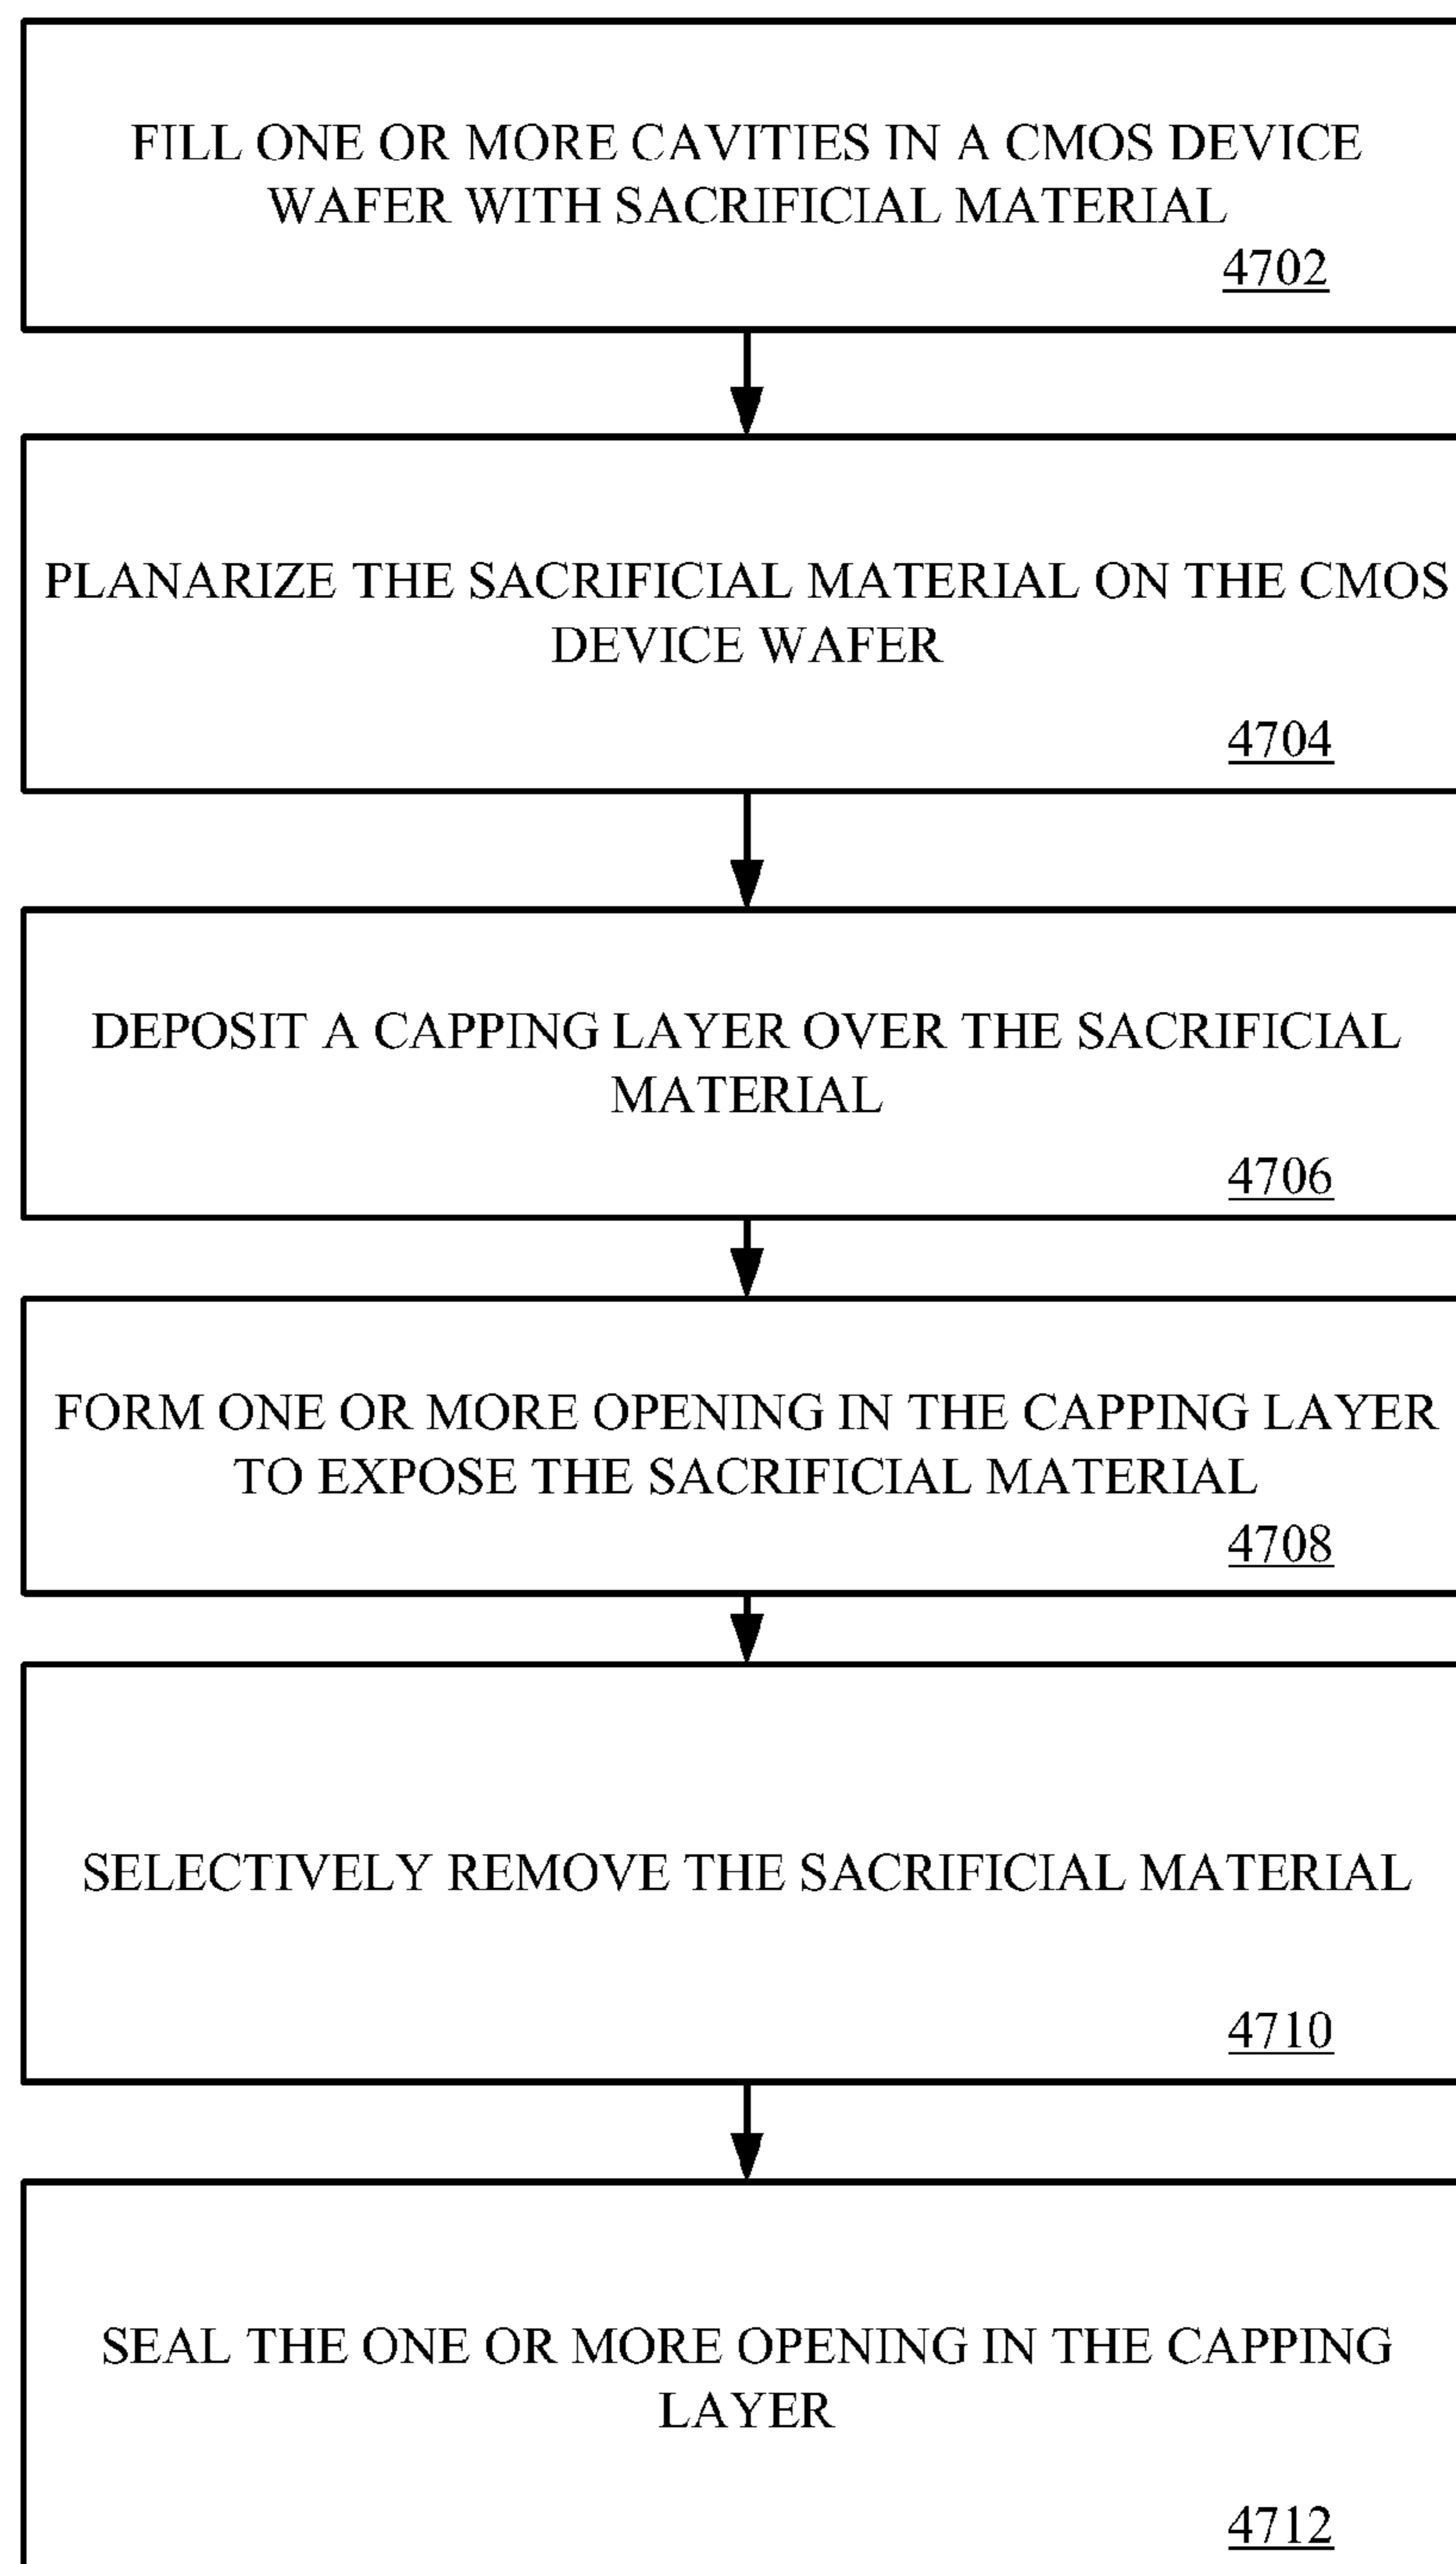 FILL ONE OR MORE CAVITIES IN A CMOS DEVICE
WAFER WITH SACRIFICIAL MATERIAL
4702
PLANARIZE THE SACRIFICIAL MATERIAL ON THE CMOS
DEVICE WAFER
4704
DEPOSIT A CAPPING LAYER OVER THE SACRIFICIAL
MATERIAL
4706
FORM ONE OR MORE OPENING IN THE CAPPING LAYER
TO EXPOSE THE SACRIFICIAL MATERIAL
4708
SELECTIVELY REMOVE THE SACRIFICIAL MATERIAL
4710
SEAL THE ONE OR MORE OPENING IN THE CAPPING
LAYER
4712